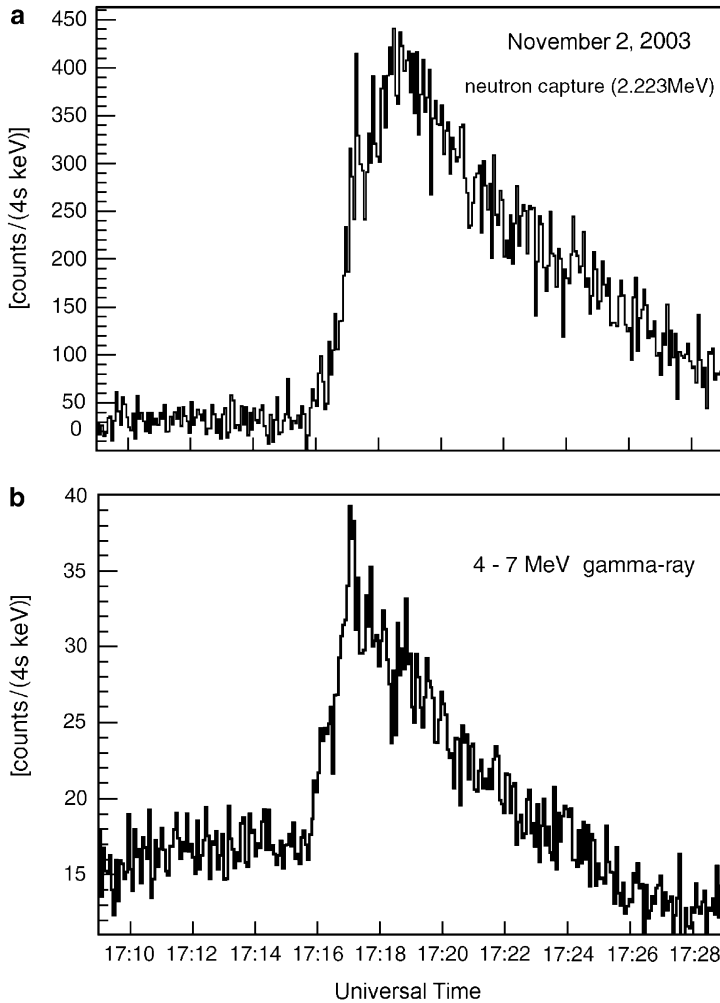 a
450
400
350
300
250
200
150
100
50
0
[counts/(4s keV)]
November 2, 2003
neutron capture (2.223MeV)
b
40
35
30
25
20
15
[counts/(4s keV)]
4 - 7 MeV gamma-ray
17:10 17:12 17:14 17:16 17:18 17:20 17:22 17:24 17:26 17:28
Universal Time